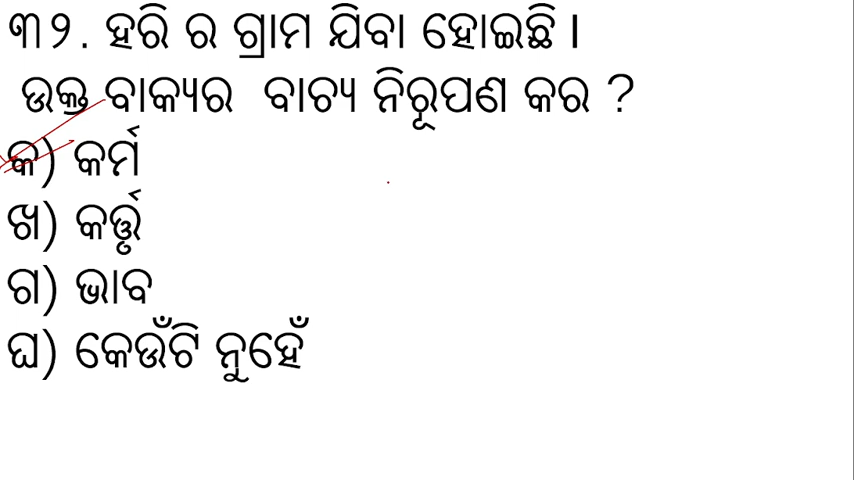 ୩୨. ହରି ର ଗ୍ରାମ ଯିବା ହୋଇଛି ।
ଉକ୍ତ ବାକ୍ୟର ବାଚ୍ୟ ନିରୂପଣ କର ?
କ) କର୍ମ
ଖ) କର୍ତ୍ତୃ
ଗ) ଭାବ
ଘ) କେଉଁଟି ନୁହେଁ